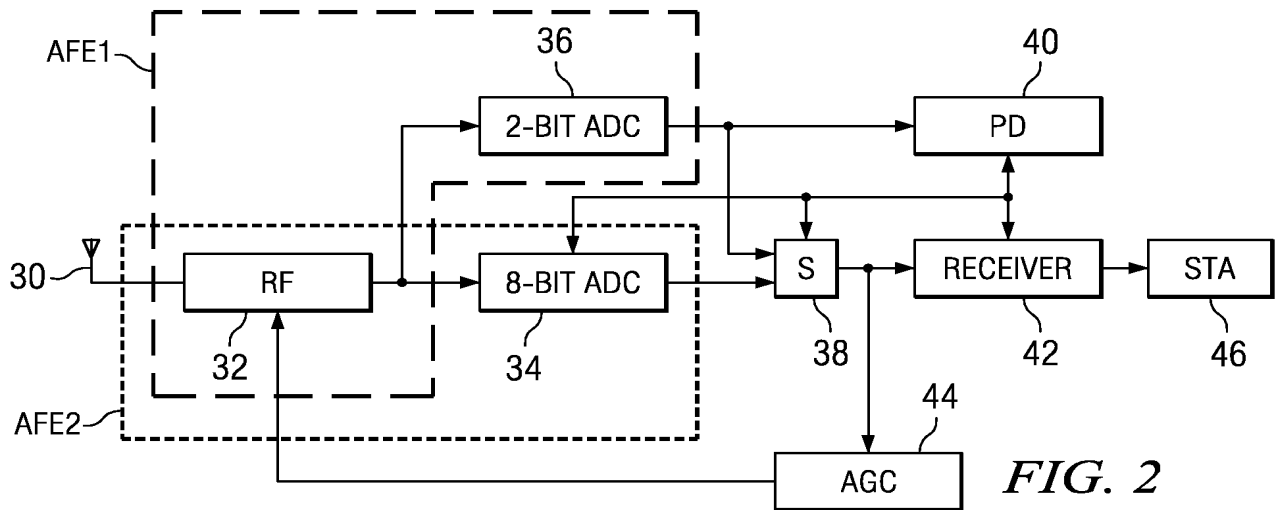 AFE1
36
2-BIT ADC
40
PD
30
RF
32
8-BIT ADC
34
S
38
RECEIVER
42
STA
46
AFE2
44
AGC
FIG. 2